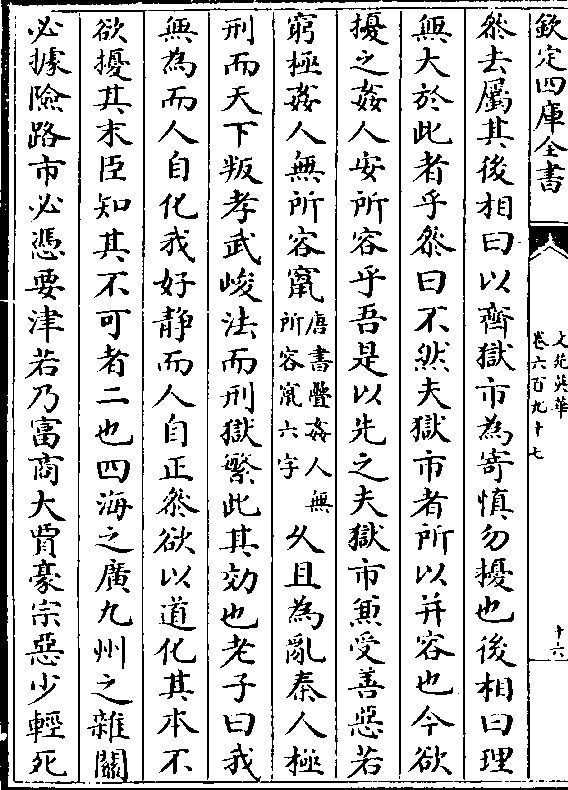 欽定四庫全書
文苑英華
卷六百九十七
十六
叅去屬其後相曰以齊獄市為寄慎勿擾也後相曰理
無大於此者乎叅曰不然夫獄市者所以并容也今欲
擾之姦人安所容乎吾是以先之夫獄市兼受善惡若
窮極姦人無所容竄唐書疊姦人無所容竄六字乆且為亂秦人極
刑而天下叛孝武峻法而刑獄繁此其効也老子曰我
無為而人自化我好静而人自正叅欲以道化其本不
欲擾其末臣知其不可者二也四海之廣九州之雜關
必據險路市必憑要津若乃富商大賈豪宗惡少輕死